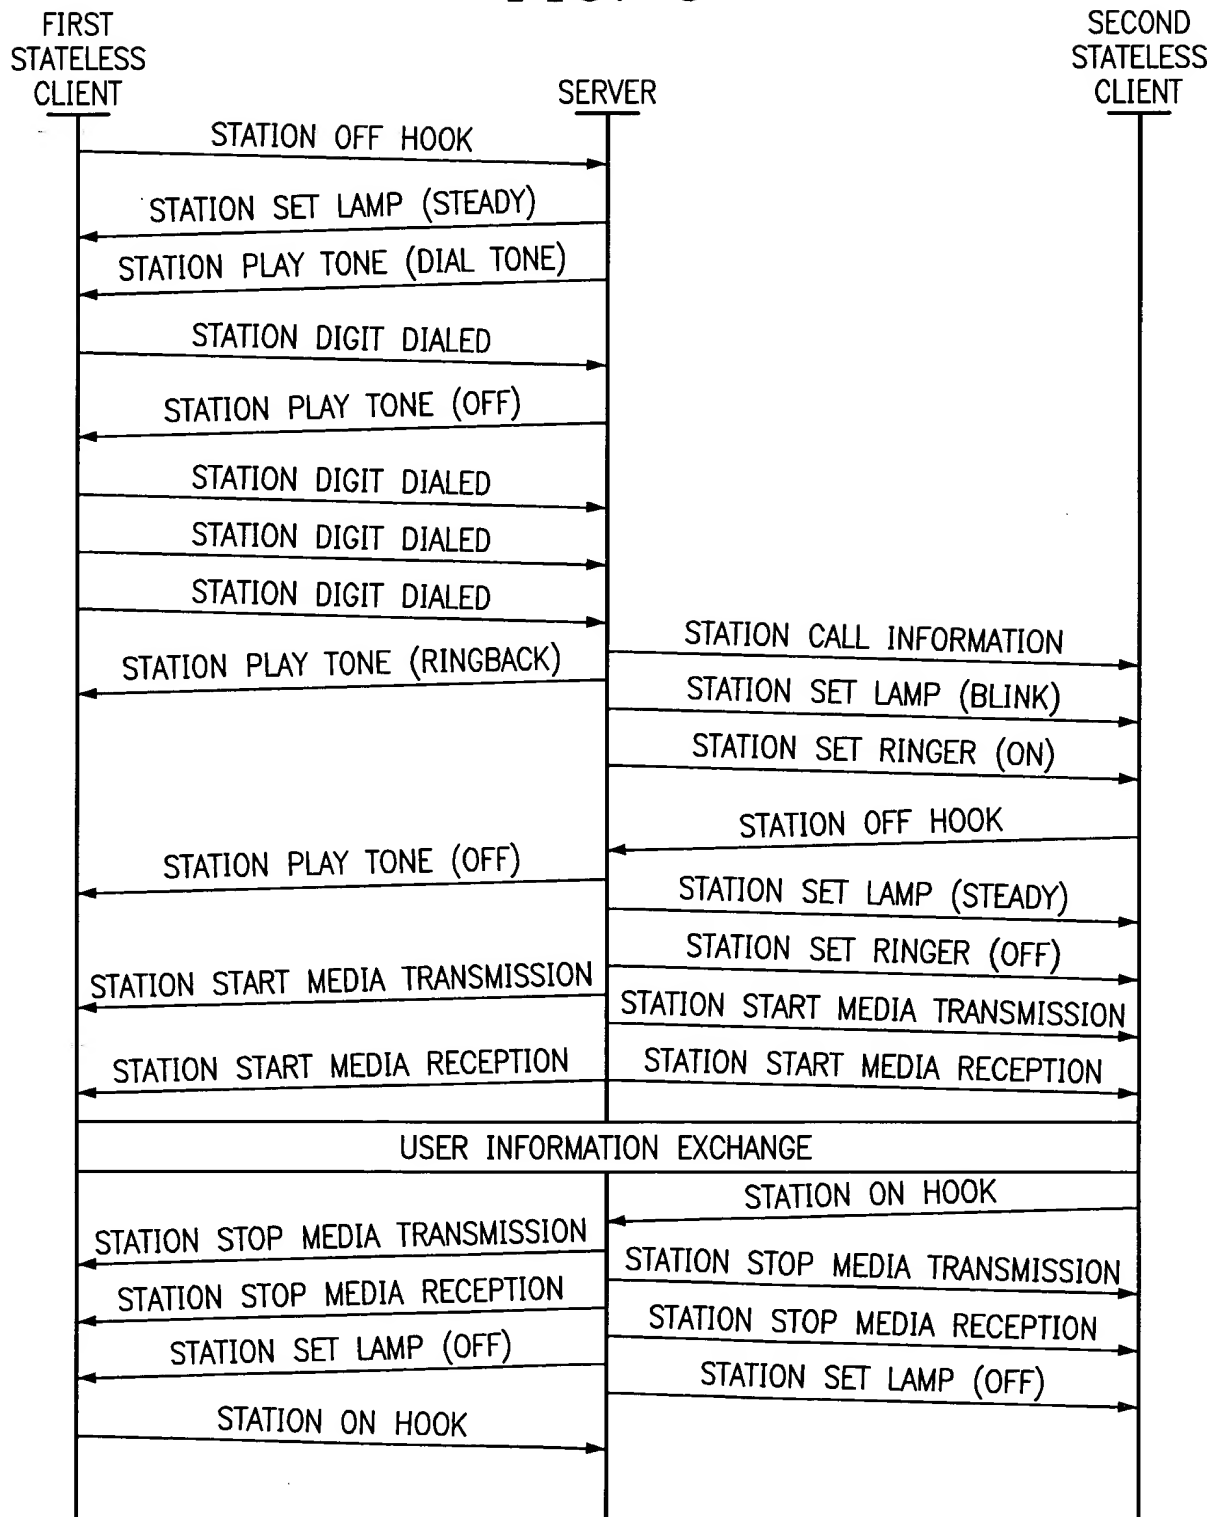 FIRST
STATELESS
CLIENT
SERVER
SECOND
STATELESS
CLIENT
STATION OFF HOOK
STATION SET LAMP (STEADY)
STATION PLAY TONE (DIAL TONE)
STATION DIGIT DIALED
STATION PLAY TONE (OFF)
STATION DIGIT DIALED
STATION DIGIT DIALED
STATION DIGIT DIALED
STATION CALL INFORMATION
STATION PLAY TONE (RINGBACK)
STATION SET LAMP (BLINK)
STATION SET RINGER (ON)
STATION OFF HOOK
STATION PLAY TONE (OFF)
STATION SET LAMP (STEADY)
STATION SET RINGER (OFF)
STATION START MEDIA TRANSMISSION
STATION START MEDIA TRANSMISSION
STATION START MEDIA RECEPTION
STATION START MEDIA RECEPTION
USER INFORMATION EXCHANGE
STATION ON HOOK
STATION STOP MEDIA TRANSMISSION
STATION STOP MEDIA TRANSMISSION
STATION STOP MEDIA RECEPTION
STATION STOP MEDIA RECEPTION
STATION SET LAMP (OFF)
STATION SET LAMP (OFF)
STATION ON HOOK